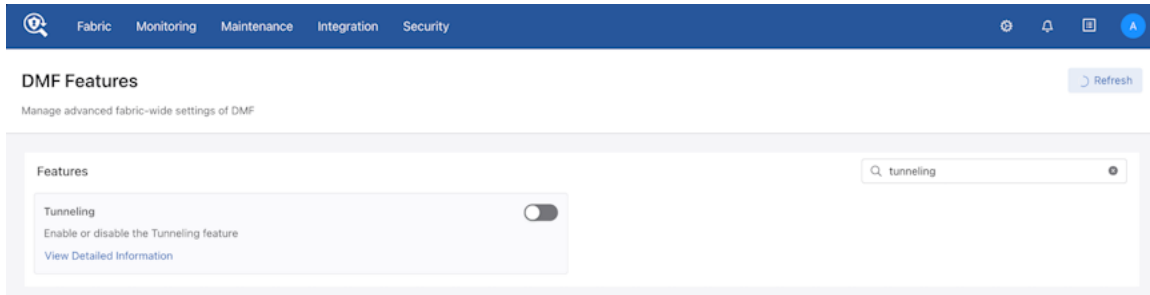 Fabric Monitoring Maintenance Integration Security A
DMF Features
Refresh
Manage advanced fabric-wide settings of DMF
Features
tunneling
Tunneling
Enable or disable the Tunneling feature
View Detailed Information